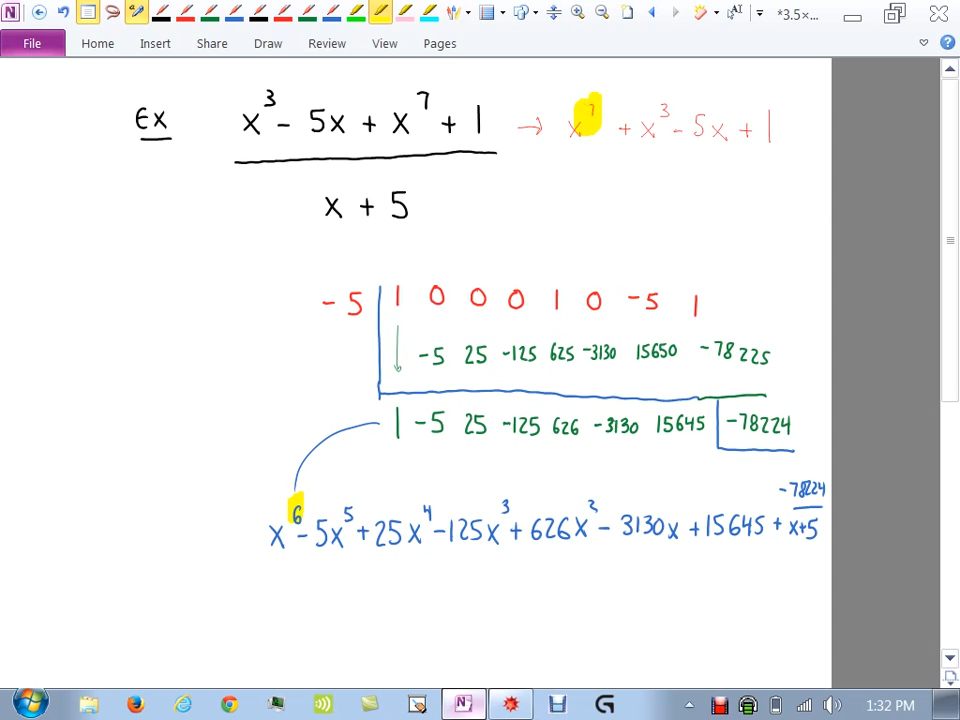 *3.5×...
File Home Insert Share Draw Review View Pages
Ex x³ - 5x + x⁷ + 1 → x⁷ + x³ - 5x + 1
x + 5
-5 1 0 0 0 1 0 -5 1
-5 25 -125 625 -3130 15650 -78225
1 -5 25 -125 626 -3130 15645 -78224
-78224
x⁶ - 5x⁵ + 25x⁴ - 125x³ + 626x² - 3130x + 15645 + x+5
1:32 PM